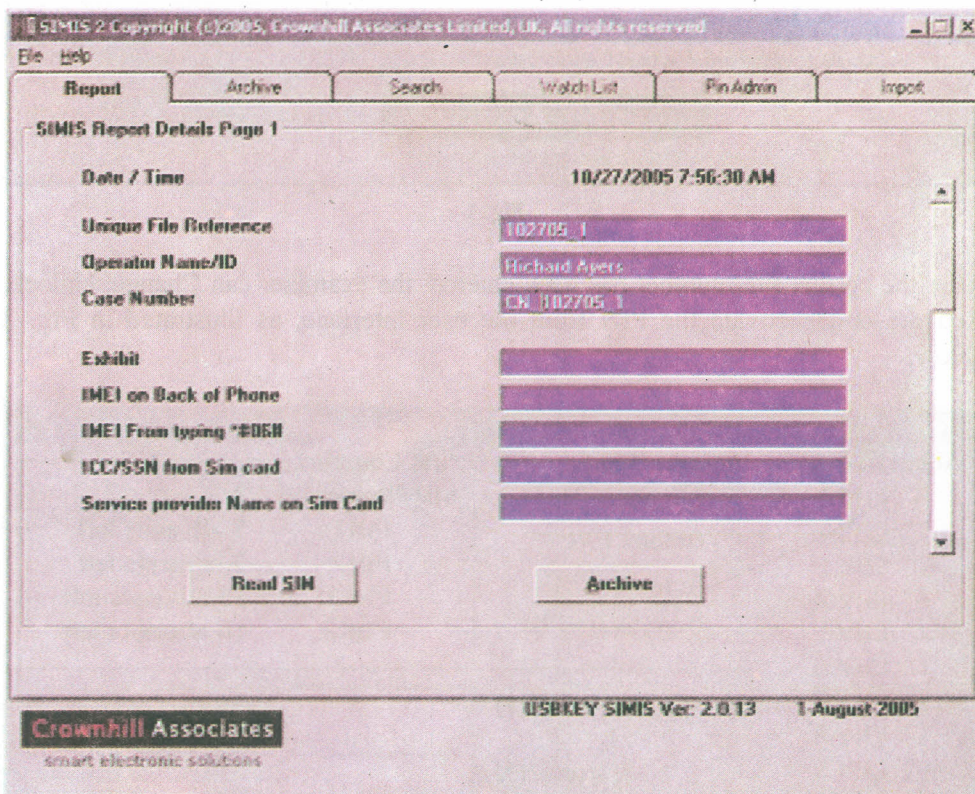 SIMIS 2 Copyright (c)2005, Crownhill Associates Limited, UK, All rights reserved
File Help
Report Archive Search Watch List Pin Admin Import
SIMIS Report Details Page 1
Date / Time 10/27/2005 7:56:30 AM
Unique File Reference 102705_1
Operator Name/ID Richard Ayers
Case Number CN_102705_1
Exhibit
IMEI on Back of Phone
IMEI From typing *#06#
ICC/SSN from Sim card
Service provider Name on Sim Card
Read SIM Archive
USBKEY SIMIS Ver: 2.0.13 1-August-2005
Crownhill Associates
smart electronic solutions